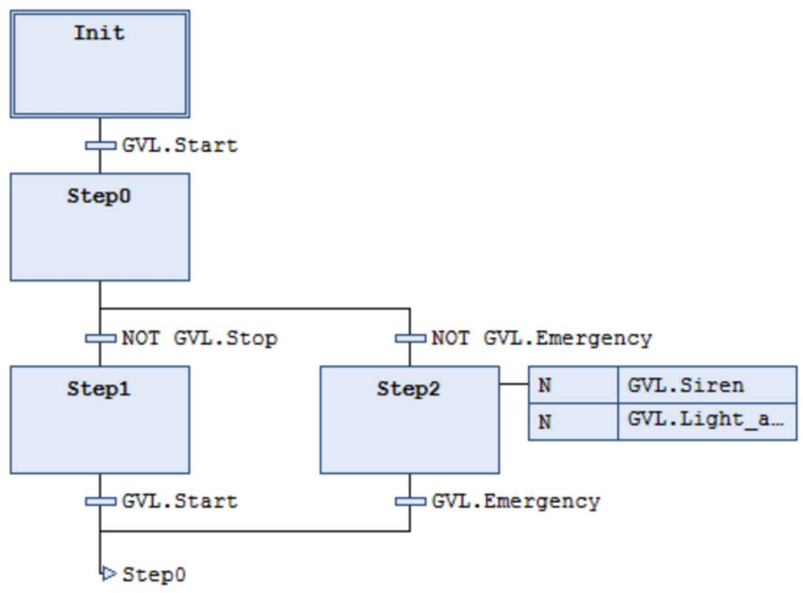 Init
GVL.Start
Step0
NOT GVL.Stop
NOT GVL.Emergency
Step1
Step2
N GVL.Siren
N GVL.Light_a...
GVL.Start
GVL.Emergency
Step0